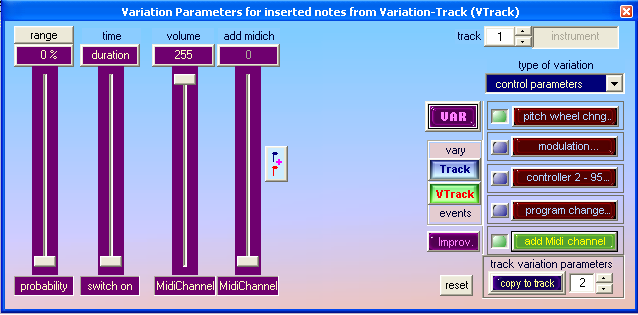 Variation Parameters for inserted notes from Variation-Track (VTrack)
range
time
volume
add midich
0 %
duration
255
0
probability
switch on
MidiChannel
MidiChannel
track
1
instrument
type of variation
control parameters
VAR
vary
Track
VTrack
events
Improv.
reset
pitch wheel chng..
modulation...
controller 2 - 95...
program change...
add Midi channel
track variation parameters
copy to track
2